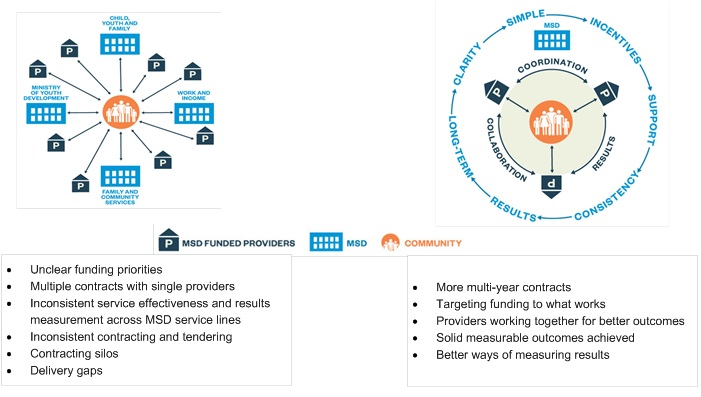 CHILD,
YOUTH AND
FAMILY
P
P
P
P
MINISTRY
OF YOUTH
DEVELOPMENT
WORK AND
INCOME
P
P
P
P
FAMILY AND
COMMUNITY
SERVICES
CLARITY
SIMPLE
INCENTIVES
SUPPORT
CONSISTENCY
RESULTS
LONG-TERM
MSD
COORDINATION
P
P
COLLABORATION
RESULTS
P
P MSD FUNDED PROVIDERS
MSD
COMMUNITY
• Unclear funding priorities
• Multiple contracts with single providers
• Inconsistent service effectiveness and results
measurement across MSD service lines
• Inconsistent contracting and tendering
• Contracting silos
• Delivery gaps
• More multi-year contracts
• Targeting funding to what works
• Providers working together for better outcomes
• Solid measurable outcomes achieved
• Better ways of measuring results